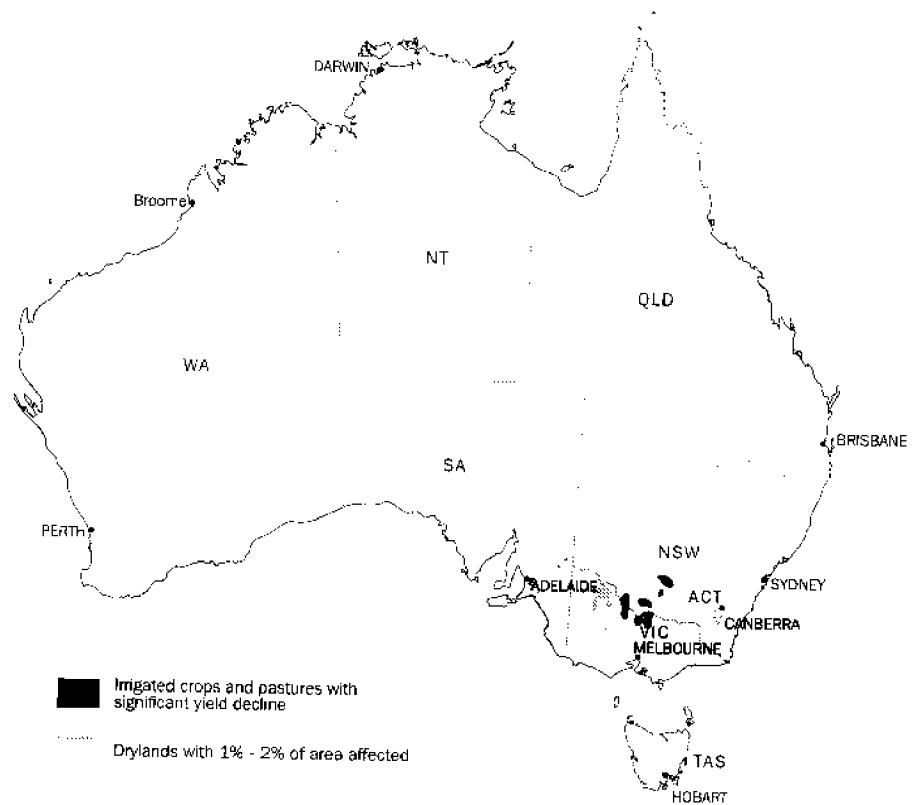 DARWIN
Broome
NT
QLD
WA
BRISBANE
SA
PERTH
NSW
ADELAIDE
ACT
SYDNEY
CANBERRA
VIC
MELBOURNE
Irrigated crops and pastures with
significant yield decline
Drylands with 1% - 2% of area affected
TAS
HOBART